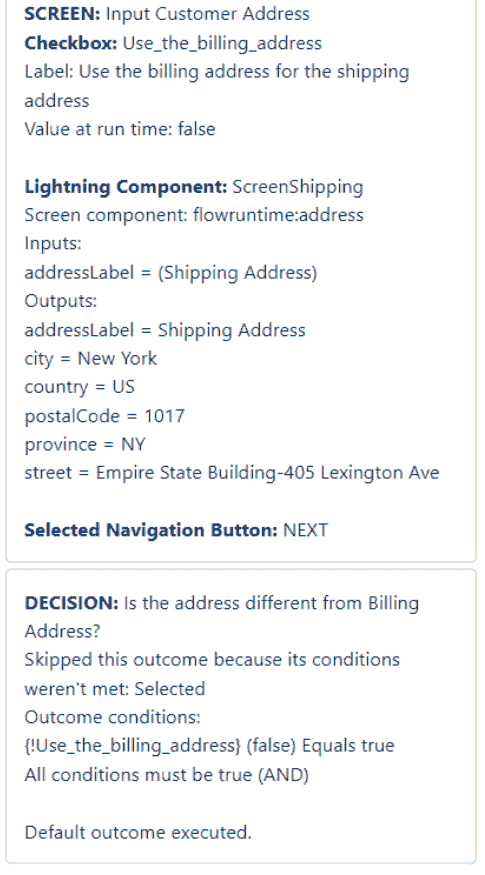 SCREEN: Input Customer Address
Checkbox: Use_the_billing_address
Label: Use the billing address for the shipping
address
Value at run time: false
Lightning Component: ScreenShipping
Screen component: flowruntime:address
Inputs:
addressLabel = (Shipping Address)
Outputs:
addressLabel = Shipping Address
city = New York
country = US
postalCode = 1017
province = NY
street = Empire State Building-405 Lexington Ave
Selected Navigation Button: NEXT
DECISION: Is the address different from Billing
Address?
Skipped this outcome because its conditions
weren't met: Selected
Outcome conditions:
{!Use_the_billing_address} (false) Equals true
All conditions must be true (AND)
Default outcome executed.